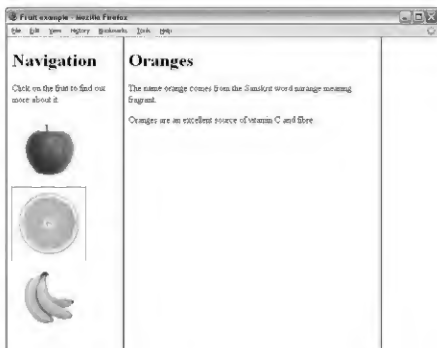 Fruit example - Mozilla Firefox
File Edit View History Bookmarks Tools Help
Navigation
Click on the fruit to find out
more about it
Oranges
The name orange comes from the Sanskrit word narange meaning
fragrant.
Oranges are an excellent source of vitamin C and fibre